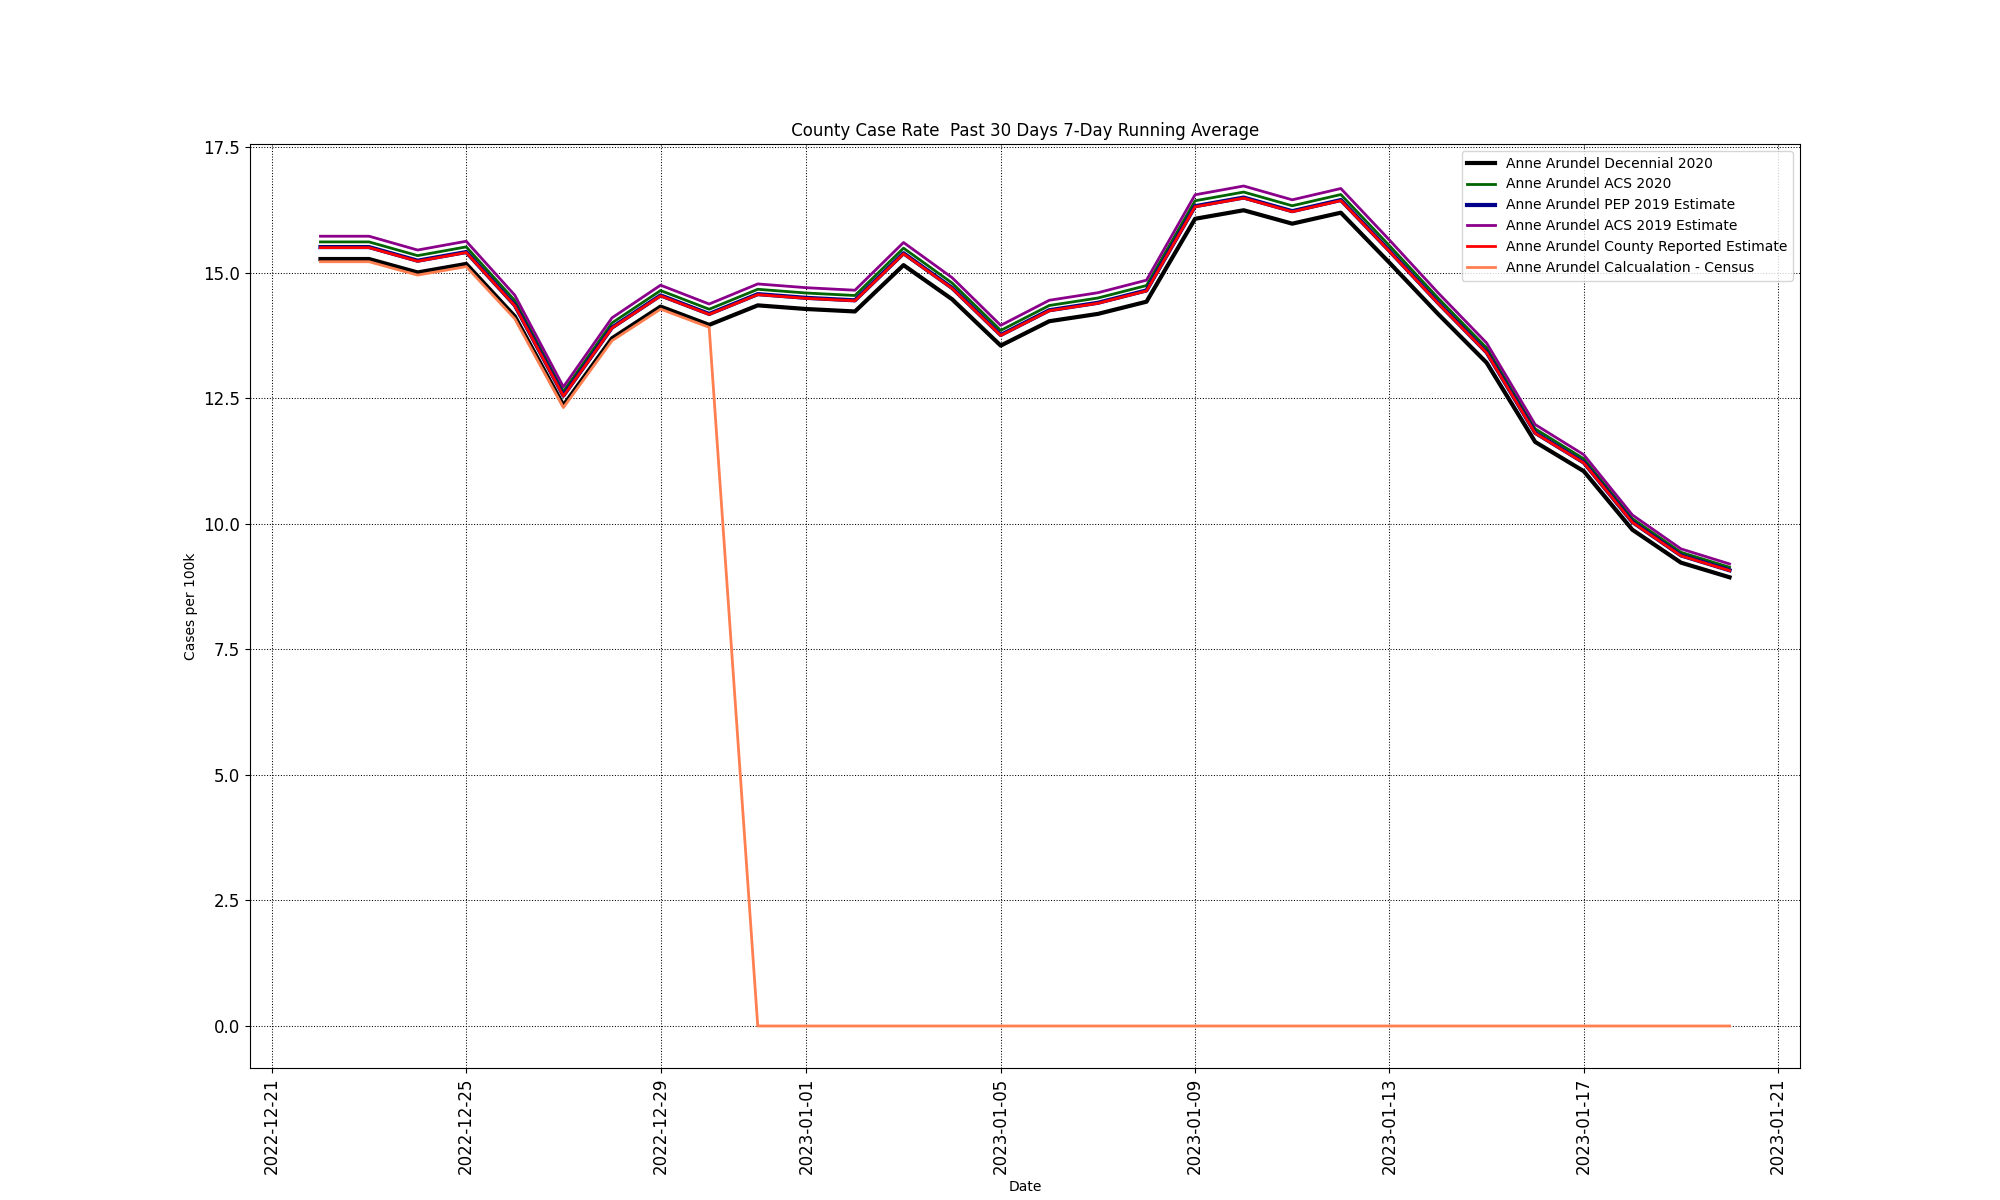 County Case Rate  Past 30 Days 7-Day Running Average
Anne Arundel Decennial 2020
Anne Arundel ACS 2020
Anne Arundel PEP 2019 Estimate
Anne Arundel ACS 2019 Estimate
Anne Arundel County Reported Estimate
Anne Arundel Calcualation - Census
Cases per 100k
17.5
15.0
12.5
10.0
7.5
5.0
2.5
0.0
2022-12-21
2022-12-25
2022-12-29
2023-01-01
2023-01-05
2023-01-09
2023-01-13
2023-01-17
2023-01-21
Date